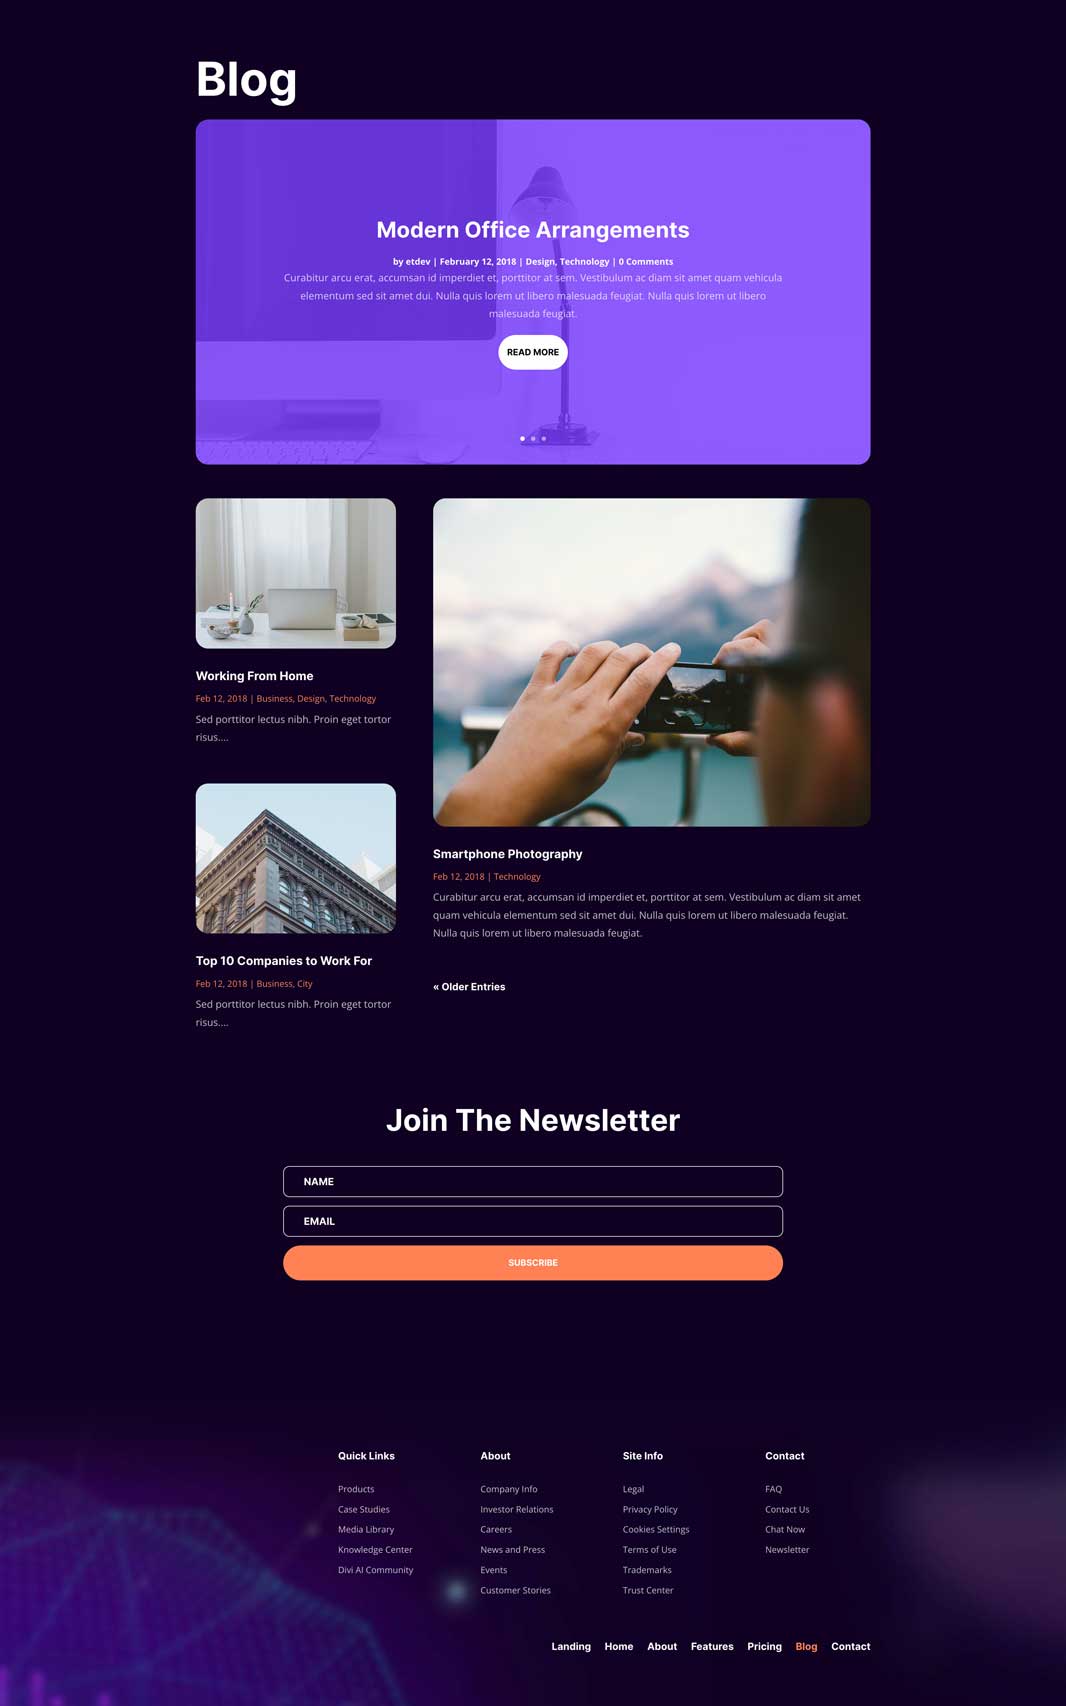 Blog
Modern Office Arrangements
by etdev | February 12, 2018 | Design, Technology | 0 Comments
Curabitur arcu erat, accumsan id imperdiet et, porttitor at sem. Vestibulum ac diam sit amet quam vehicula
elementum sed sit amet dui. Nulla quis lorem ut libero malesuada feugiat. Nulla quis lorem ut libero
malesuada feugiat.
READ MORE
Working From Home
Feb 12, 2018 | Business, Design, Technology
Sed porttitor lectus nibh. Proin eget tortor
risus....
Top 10 Companies to Work For
Feb 12, 2018 | Business, City
Sed porttitor lectus nibh. Proin eget tortor
risus....
Smartphone Photography
Feb 12, 2018 | Technology
Curabitur arcu erat, accumsan id imperdiet et, porttitor at sem. Vestibulum ac diam sit amet
quam vehicula elementum sed sit amet dui. Nulla quis lorem ut libero malesuada feugiat.
Nulla quis lorem ut libero malesuada feugiat.
« Older Entries
Join The Newsletter
NAME
EMAIL
SUBSCRIBE
Quick Links
Products
Case Studies
Media Library
Knowledge Center
Divi AI Community
About
Company Info
Investor Relations
Careers
News and Press
Events
Customer Stories
Site Info
Legal
Privacy Policy
Cookies Settings
Terms of Use
Trademarks
Trust Center
Contact
FAQ
Contact Us
Chat Now
Newsletter
Landing Home About Features Pricing Blog Contact